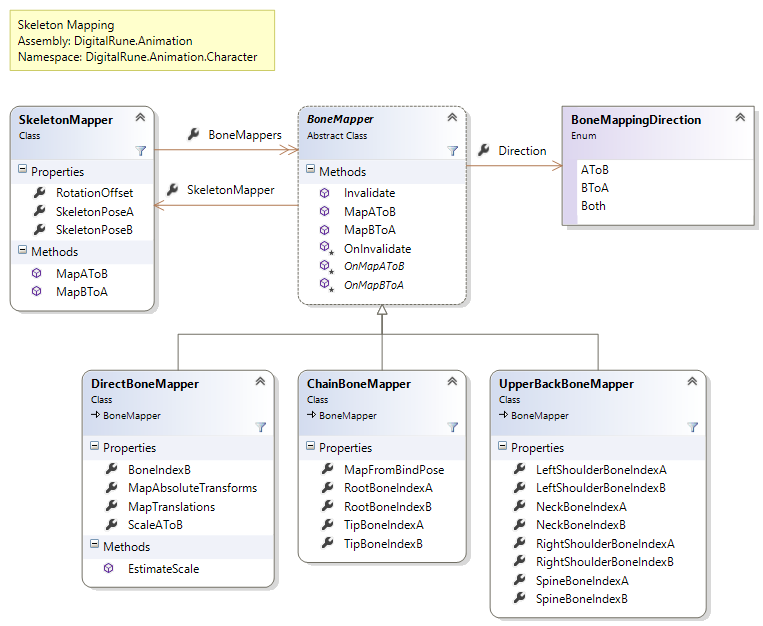 Skeleton Mapping
Assembly: DigitalRune.Animation
Namespace: DigitalRune.Animation.Character
SkeletonMapper
Class
Properties
RotationOffset
SkeletonPoseA
SkeletonPoseB
Methods
MapAToB
MapBToA
BoneMappers
SkeletonMapper
BoneMapper
Abstract Class
Methods
Invalidate
MapAToB
MapBToA
OnInvalidate
OnMapAToB
OnMapBToA
Direction
BoneMappingDirection
Enum
AToB
BToA
Both
DirectBoneMapper
Class
BoneMapper
Properties
BoneIndexB
MapAbsoluteTransforms
MapTranslations
ScaleAToB
Methods
EstimateScale
ChainBoneMapper
Class
BoneMapper
Properties
MapFromBindPose
RootBoneIndexA
RootBoneIndexB
TipBoneIndexA
TipBoneIndexB
UpperBackBoneMapper
Class
BoneMapper
Properties
LeftShoulderBoneIndexA
LeftShoulderBoneIndexB
NeckBoneIndexA
NeckBoneIndexB
RightShoulderBoneIndexA
RightShoulderBoneIndexB
SpineBoneIndexA
SpineBoneIndexB